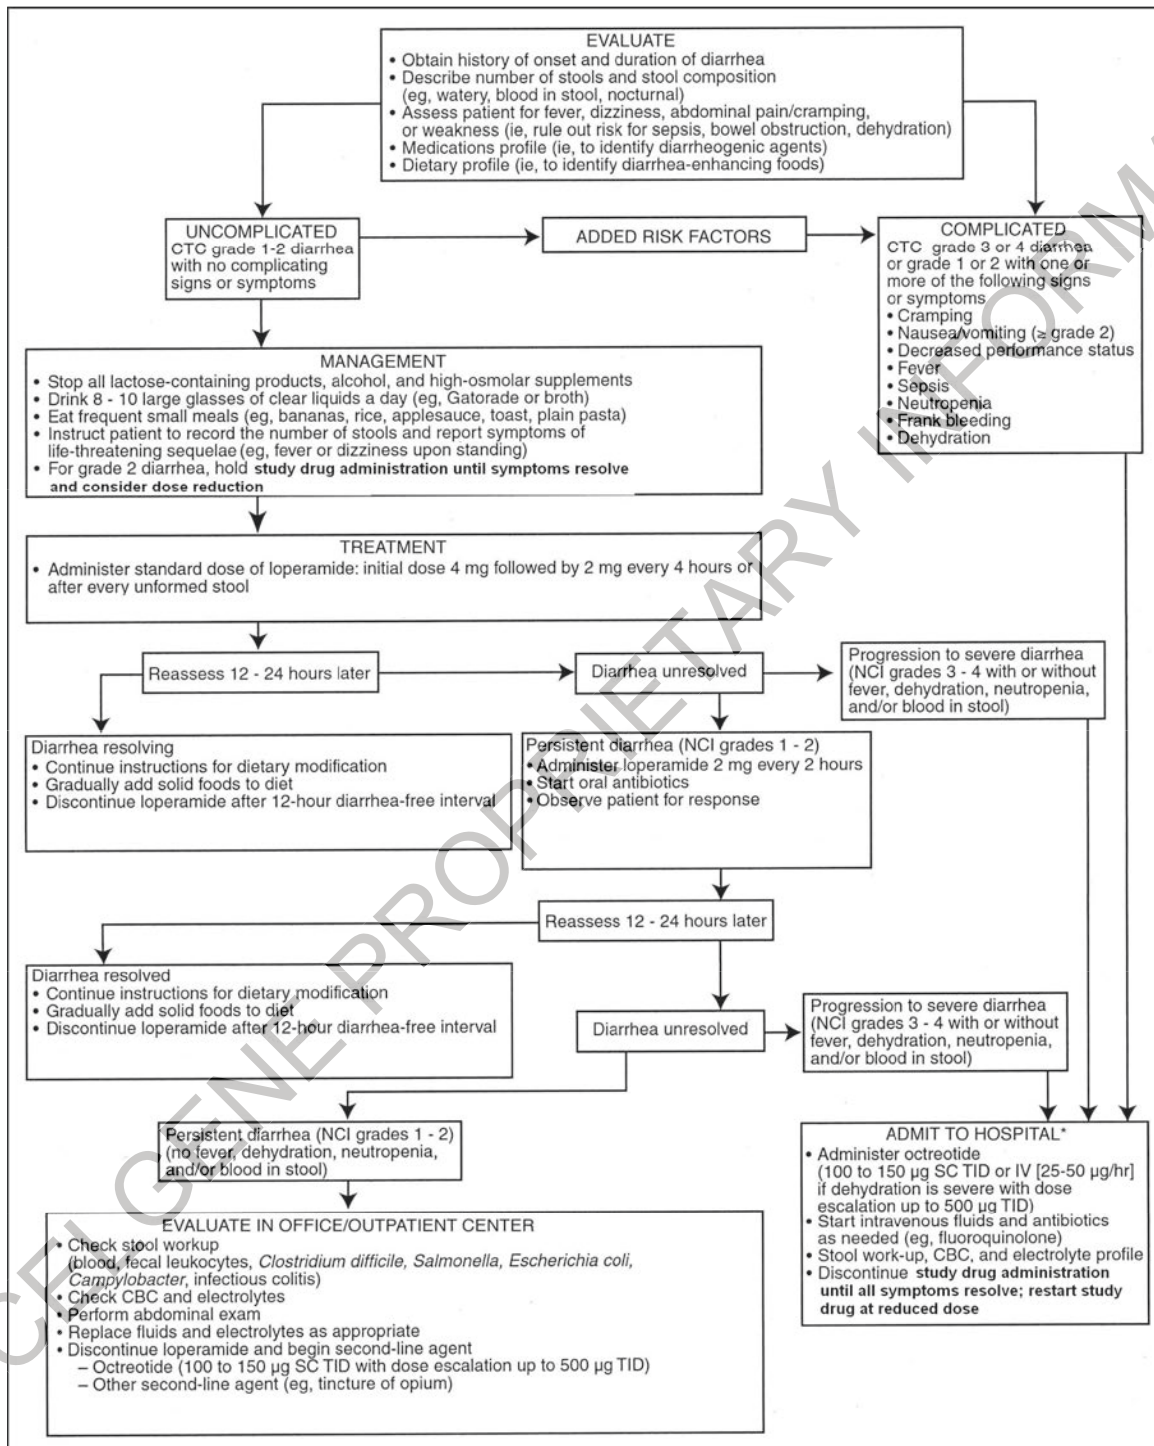 EVALUATE
• Obtain history of onset and duration of diarrhea
• Describe number of stools and stool composition
(eg, watery, blood in stool, nocturnal)
• Assess patient for fever, dizziness, abdominal pain/cramping,
or weakness (ie, rule out risk for sepsis, bowel obstruction, dehydration)
• Medications profile (ie, to identify diarrheogenic agents)
• Dietary profile (ie, to identify diarrhea-enhancing foods)
UNCOMPLICATED
CTC grade 1-2 diarrhea
with no complicating
signs or symptoms
ADDED RISK FACTORS
COMPLICATED
CTC grade 3 or 4 diarrhea
or grade 1 or 2 with one or
more of the following signs
or symptoms
• Cramping
• Nausea/vomiting (≥ grade 2)
• Decreased performance status
• Fever
• Sepsis
• Neutropenia
• Frank bleeding
• Dehydration
MANAGEMENT
• Stop all lactose-containing products, alcohol, and high-osmolar supplements
• Drink 8 - 10 large glasses of clear liquids a day (eg, Gatorade or broth)
• Eat frequent small meals (eg, bananas, rice, applesauce, toast, plain pasta)
• Instruct patient to record the number of stools and report symptoms of
life-threatening sequelae (eg, fever or dizziness upon standing)
• For grade 2 diarrhea, hold study drug administration until symptoms resolve
and consider dose reduction
TREATMENT
• Administer standard dose of loperamide: initial dose 4 mg followed by 2 mg every 4 hours or
after every unformed stool
Reassess 12 - 24 hours later
Diarrhea unresolved
Progression to severe diarrhea
(NCI grades 3 - 4 with or without
fever, dehydration, neutropenia,
and/or blood in stool)
Diarrhea resolving
• Continue instructions for dietary modification
• Gradually add solid foods to diet
• Discontinue loperamide after 12-hour diarrhea-free interval
Persistent diarrhea (NCI grades 1 - 2)
• Administer loperamide 2 mg every 2 hours
• Start oral antibiotics
• Observe patient for response
Reassess 12 - 24 hours later
Diarrhea resolved
• Continue instructions for dietary modification
• Gradually add solid foods to diet
• Discontinue loperamide after 12-hour diarrhea-free interval
Diarrhea unresolved
Progression to severe diarrhea
(NCI grades 3 - 4 with or without
fever, dehydration, neutropenia,
and/or blood in stool)
Persistent diarrhea (NCI grades 1 - 2)
(no fever, dehydration, neutropenia,
and/or blood in stool)
ADMIT TO HOSPITAL*
• Administer octreotide
(100 to 150 µg SC TID or IV [25-50 µg/hr]
if dehydration is severe with dose
escalation up to 500 µg TID)
• Start intravenous fluids and antibiotics
as needed (eg, fluoroquinolone)
• Stool work-up, CBC, and electrolyte profile
• Discontinue study drug administration
until all symptoms resolve; restart study
drug at reduced dose
EVALUATE IN OFFICE/OUTPATIENT CENTER
• Check stool workup
(blood, fecal leukocytes, Clostridium difficile, Salmonella, Escherichia coli,
Campylobacter, infectious colitis)
• Check CBC and electrolytes
• Perform abdominal exam
• Replace fluids and electrolytes as appropriate
• Discontinue loperamide and begin second-line agent
– Octreotide (100 to 150 µg SC TID with dose escalation up to 500 µg TID)
– Other second-line agent (eg, tincture of opium)
CELGENE PROPRIETARY INFORM